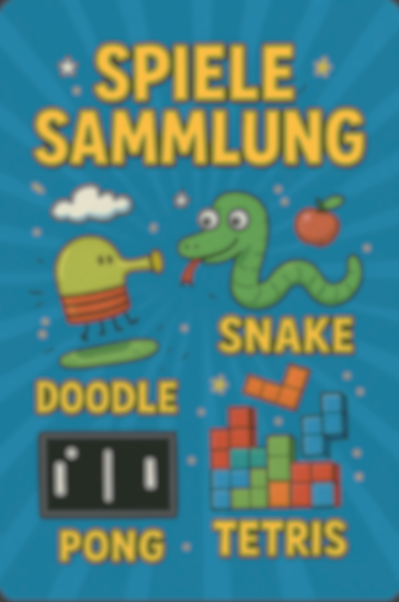 SPIELE
SAMMLUNG
SNAKE
DOODLE
PONG
TETRIS